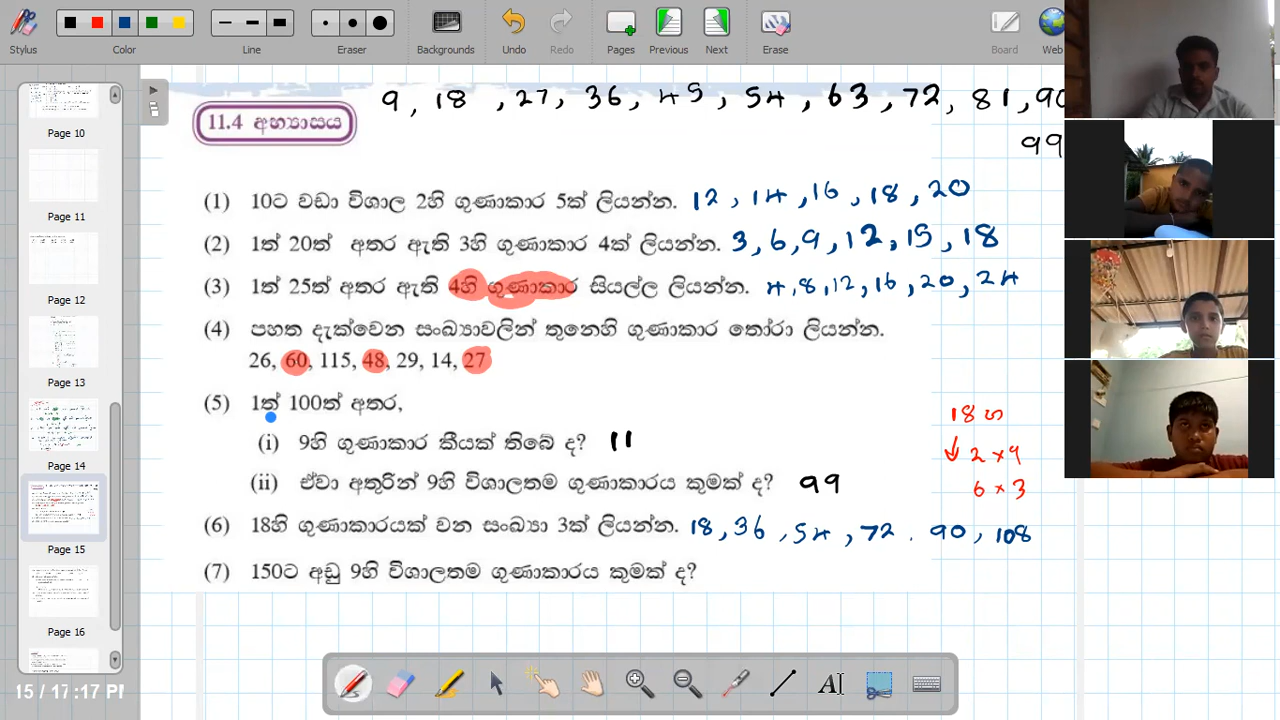 Stylus Color Line Eraser Backgrounds Undo Redo Pages Previous Next Erase Board Web
9, 18, 27, 36, 45, 54, 63, 72, 81, 90
99
11.4 අභ්‍යාසය
(1) 10ට වඩා විශාල 2හි ගුණාකාර 5ක් ලියන්න. 12, 14, 16, 18, 20
(2) 1ත් 20ත් අතර ඇති 3හි ගුණාකාර 4ක් ලියන්න. 3, 6, 9, 12, 15, 18
(3) 1ත් 25ත් අතර ඇති 4හි ගුණාකාර සියල්ල ලියන්න. 4, 8, 12, 16, 20, 24
(4) පහත දැක්වෙන සංඛ්‍යාවලින් තුනෙහි ගුණාකාර තෝරා ලියන්න.
26, 60, 115, 48, 29, 14, 27
(5) 1ත් 100ත් අතර,
(i) 9හි ගුණාකාර කීයක් තිබේ ද? 11
(ii) ඒවා අතුරින් 9හි විශාලතම ගුණාකාරය කුමක් ද? 99
18හ
2 × 9
6 × 3
(6) 18හි ගුණාකාරයක් වන සංඛ්‍යා 3ක් ලියන්න. 18, 36, 54, 72, 90, 108
(7) 150ට අඩු 9හි විශාලතම ගුණාකාරය කුමක් ද?
Page 10
Page 11
Page 12
Page 13
Page 14
Page 15
Page 16
15 / 17:17 PM